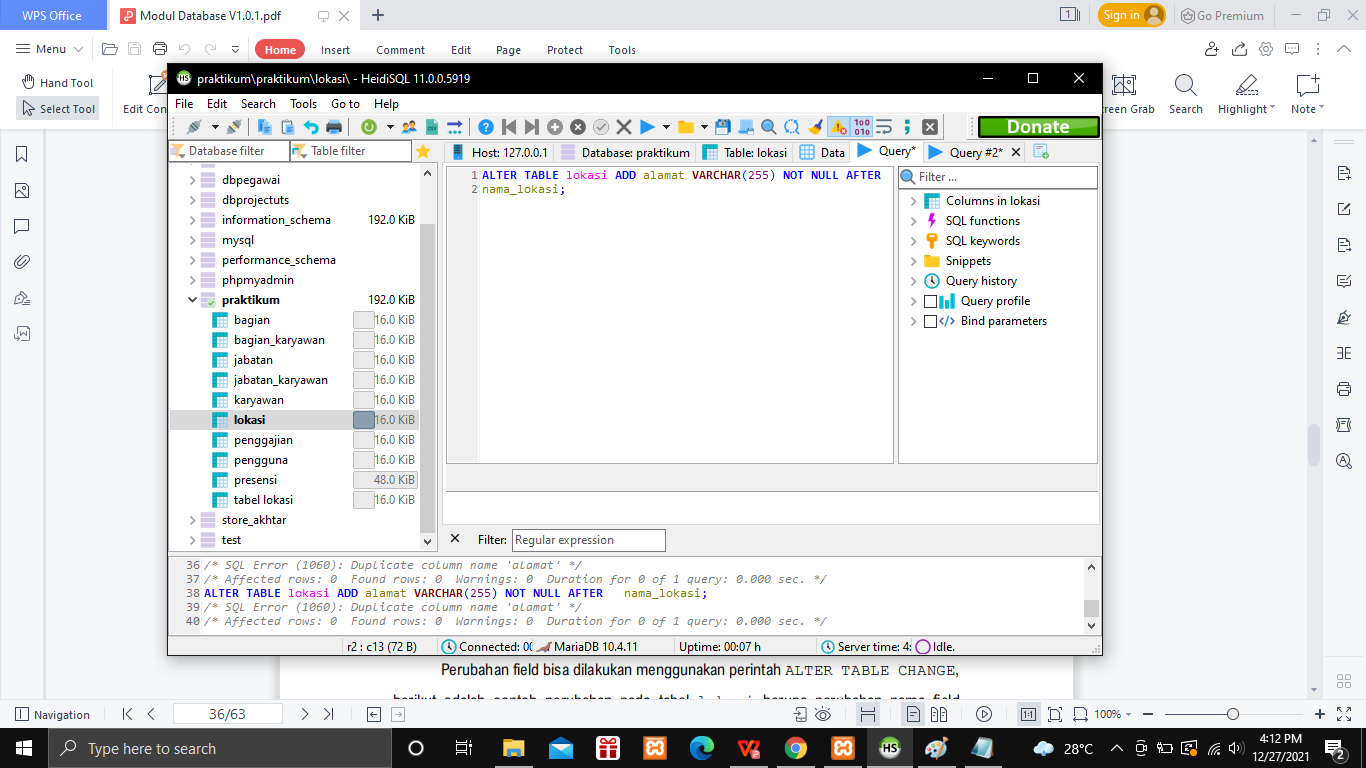 WPS Office
Modul Database V1.0.1.pdf
1
Sign in
Go Premium
Menu
Home
Insert
Comment
Edit
Page
Protect
Tools
Hand Tool
Select Tool
Edit Con
reen Grab
Search
Highlight
Note
HS
praktikum\praktikum\lokasi\ - HeidiSQL 11.0.0.5919
File Edit Search Tools Go to Help
Donate
Database filter
Table filter
Host: 127.0.0.1
Database: praktikum
Table: lokasi
Data
Query*
Query #2*
dbpegawai
dbprojectuts
information_schema 192.0 KiB
mysql
performance_schema
phpmyadmin
praktikum 192.0 KiB
bagian 16.0 KiB
bagian_karyawan 16.0 KiB
jabatan 16.0 KiB
jabatan_karyawan 16.0 KiB
karyawan 16.0 KiB
lokasi 16.0 KiB
penggajian 16.0 KiB
pengguna 16.0 KiB
presensi 48.0 KiB
tabel lokasi 16.0 KiB
store_akhtar
test
1 ALTER TABLE lokasi ADD alamat VARCHAR(255) NOT NULL AFTER
2 nama_lokasi;
Filter ...
Columns in lokasi
SQL functions
SQL keywords
Snippets
Query history
Query profile
Bind parameters
Filter: Regular expression
36 /* SQL Error (1060): Duplicate column name 'alamat' */
37 /* Affected rows: 0  Found rows: 0  Warnings: 0  Duration for 0 of 1 query: 0.000 sec. */
38 ALTER TABLE lokasi ADD alamat VARCHAR(255) NOT NULL AFTER   nama_lokasi;
39 /* SQL Error (1060): Duplicate column name 'alamat' */
40 /* Affected rows: 0  Found rows: 0  Warnings: 0  Duration for 0 of 1 query: 0.000 sec. */
r2 : c13 (72 B)
Connected: 00
MariaDB 10.4.11
Uptime: 00:07 h
Server time: 4:
Idle.
Perubahan field bisa dilakukan menggunakan perintah ALTER TABLE CHANGE,
Navigation
36/63
1:1
100%
Type here to search
HS
28°C
4:12 PM
12/27/2021
2